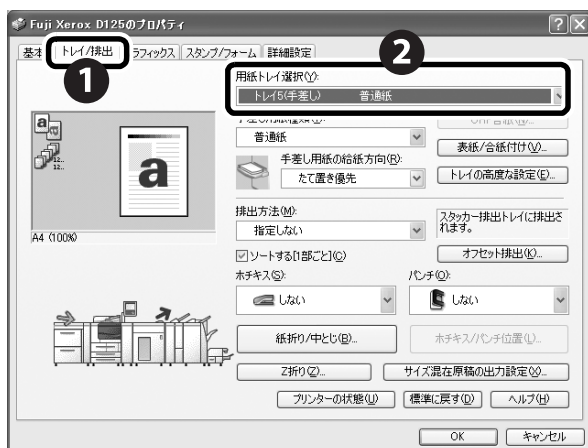 Fuji Xerox D125のプロパティ
基本
トレイ/排出
ラフィックス
スタンプ/フォーム
詳細設定
1
2
用紙トレイ選択(Y):
トレイ5(手差し) 普通紙
普通紙
表紙/合紙付け(V)...
手差し用紙の給紙方向(R):
たて置き優先
トレイの高度な設定(E)...
a
a
12..
12..
a
A4 (100%)
排出方法(M):
指定しない
スタッカー排出トレイに排出されます。
ソートする[1部ごと](C)
オフセット排出(K)...
ホチキス(S):
しない
パンチ(O):
しない
紙折り/中とじ(B)...
ホチキス/パンチ位置(L)...
Z折り(Z)...
サイズ混在原稿の出力設定(X)...
プリンターの状態(U)
標準に戻す(D)
ヘルプ(H)
OK
キャンセル